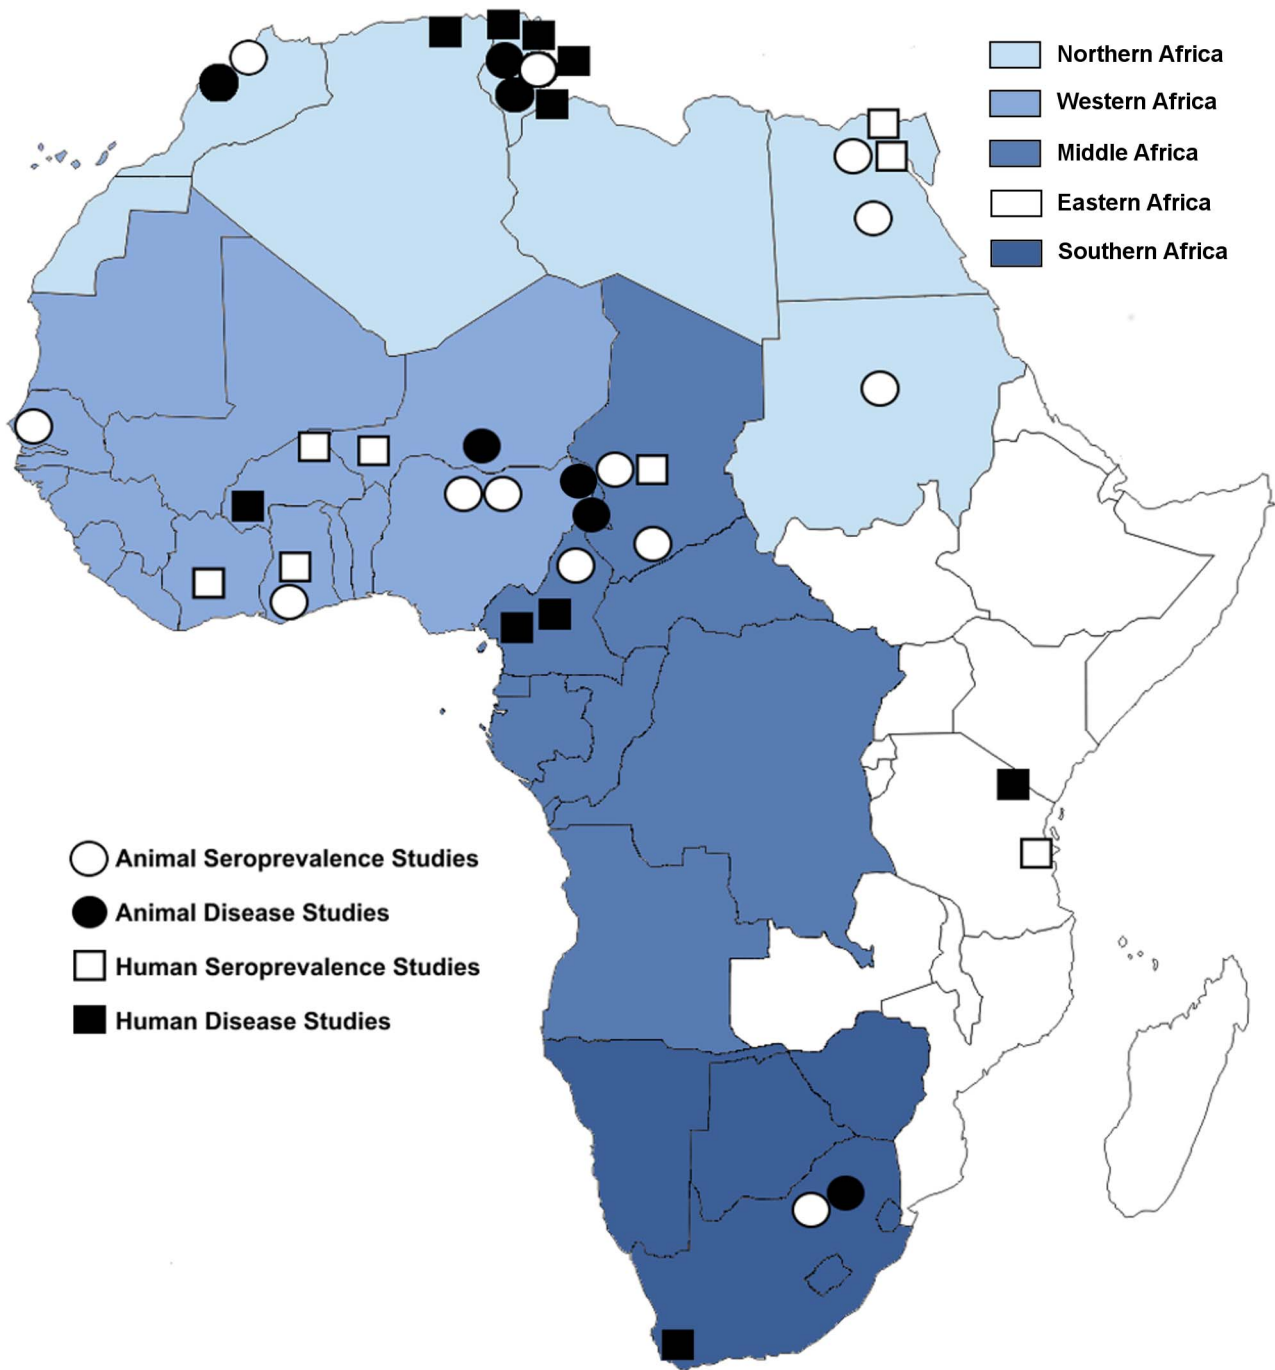 Northern Africa
Western Africa
Middle Africa
Eastern Africa
Southern Africa
Animal Seroprevalence Studies
Animal Disease Studies
Human Seroprevalence Studies
Human Disease Studies